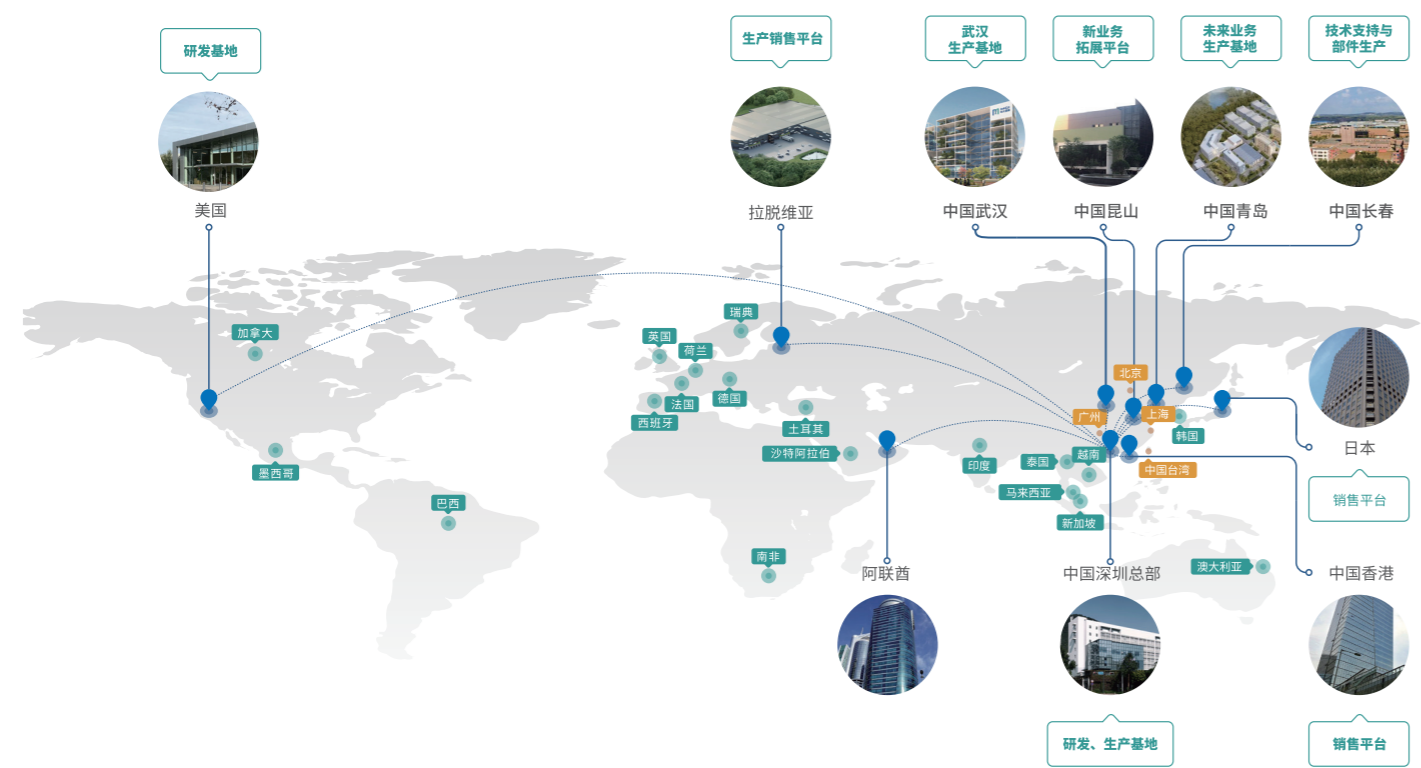 研发基地
生产销售平台
武汉
生产基地
新业务
拓展平台
未来业务
生产基地
技术支持与
部件生产
美国
拉脱维亚
中国武汉
中国昆山
中国青岛
中国长春
瑞典
加拿大
英国
荷兰
北京
德国
法国
广州
上海
西班牙
土耳其
韩国
日本
沙特阿拉伯
越南
印度
泰国
中国台湾
墨西哥
马来西亚
销售平台
巴西
新加坡
南非
澳大利亚
阿联酋
中国深圳总部
中国香港
研发、生产基地
销售平台